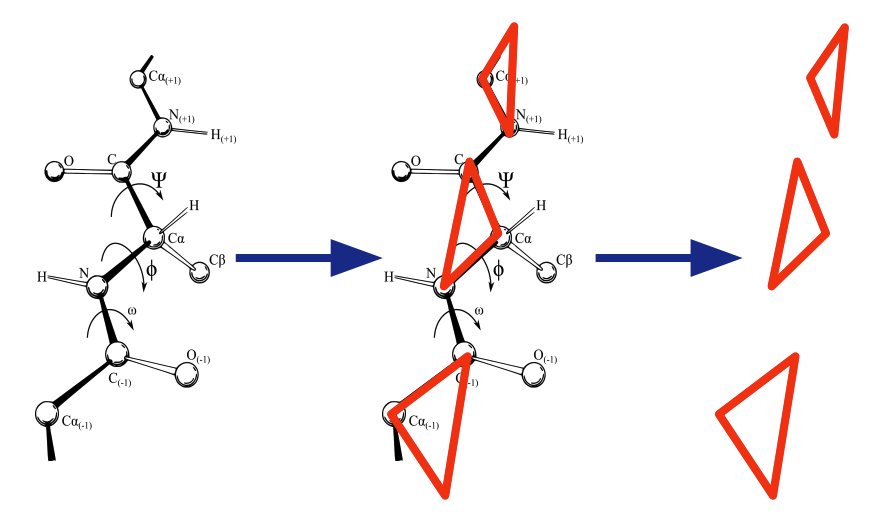 Cα(+1)
N(+1)
H(+1)
O
C
Ψ
H
Cα
Cβ
ϕ
H
N
ω
O(-1)
C(-1)
Cα(-1)
Cα(+1)
N(+1)
H(+1)
O
C
Ψ
H
Cα
Cβ
ϕ
H
N
ω
O(-1)
C(-1)
Cα(-1)